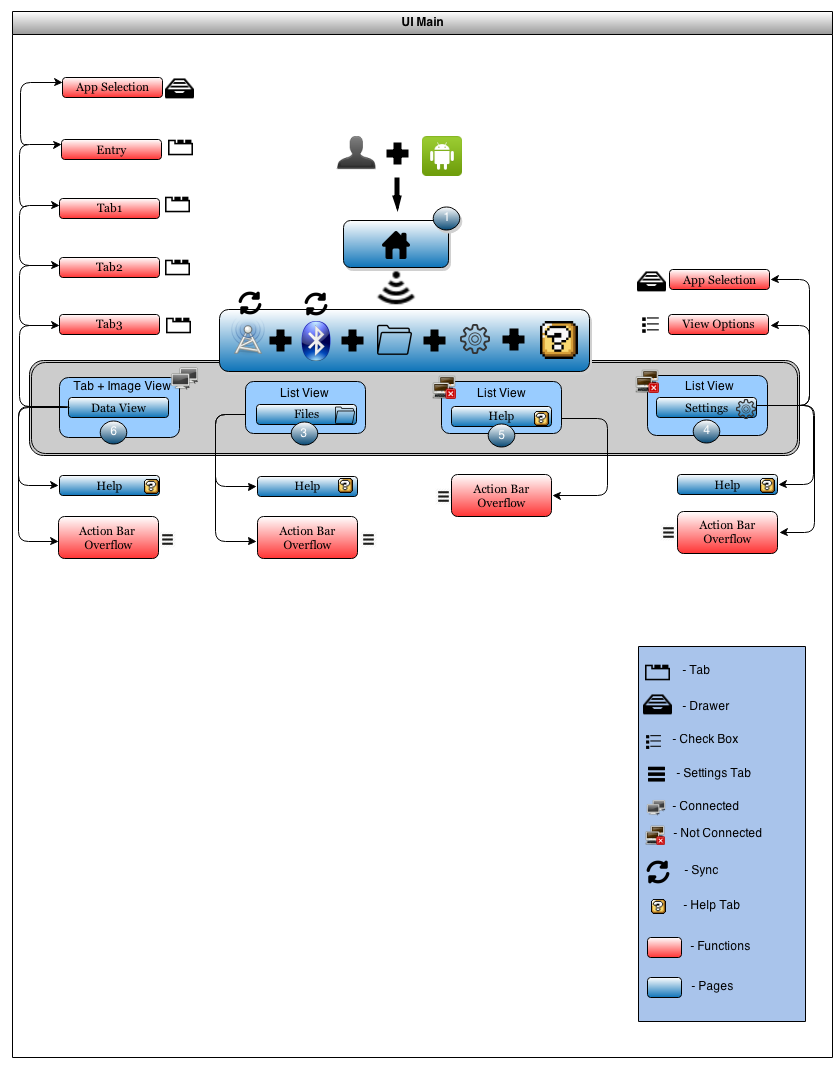 UI Main
App Selection
Entry
Tab1
Tab2
Tab3
1
App Selection
View Options
Tab + Image View
Data View
6
List View
Files
3
List View
Help
5
List View
Settings
4
Help
Action Bar
Overflow
Help
Action Bar
Overflow
Action Bar
Overflow
Help
Action Bar
Overflow
- Tab
- Drawer
- Check Box
- Settings Tab
- Connected
- Not Connected
- Sync
- Help Tab
- Functions
- Pages